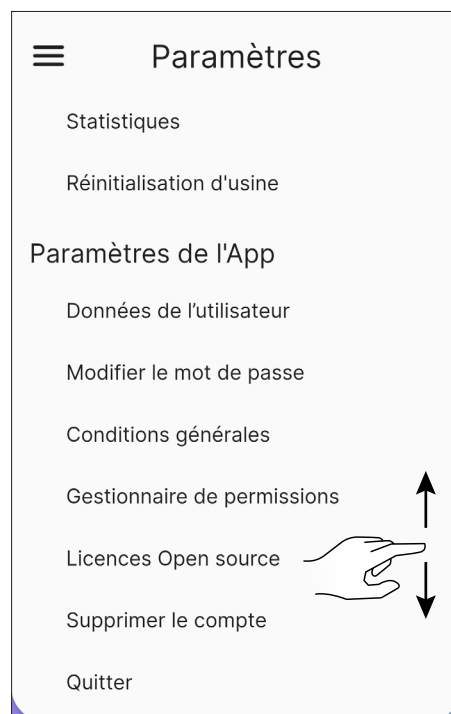 Paramètres
Statistiques
Réinitialisation d'usine
Paramètres de l'App
Données de l’utilisateur
Modifier le mot de passe
Conditions générales
Gestionnaire de permissions
Licences Open source
Supprimer le compte
Quitter